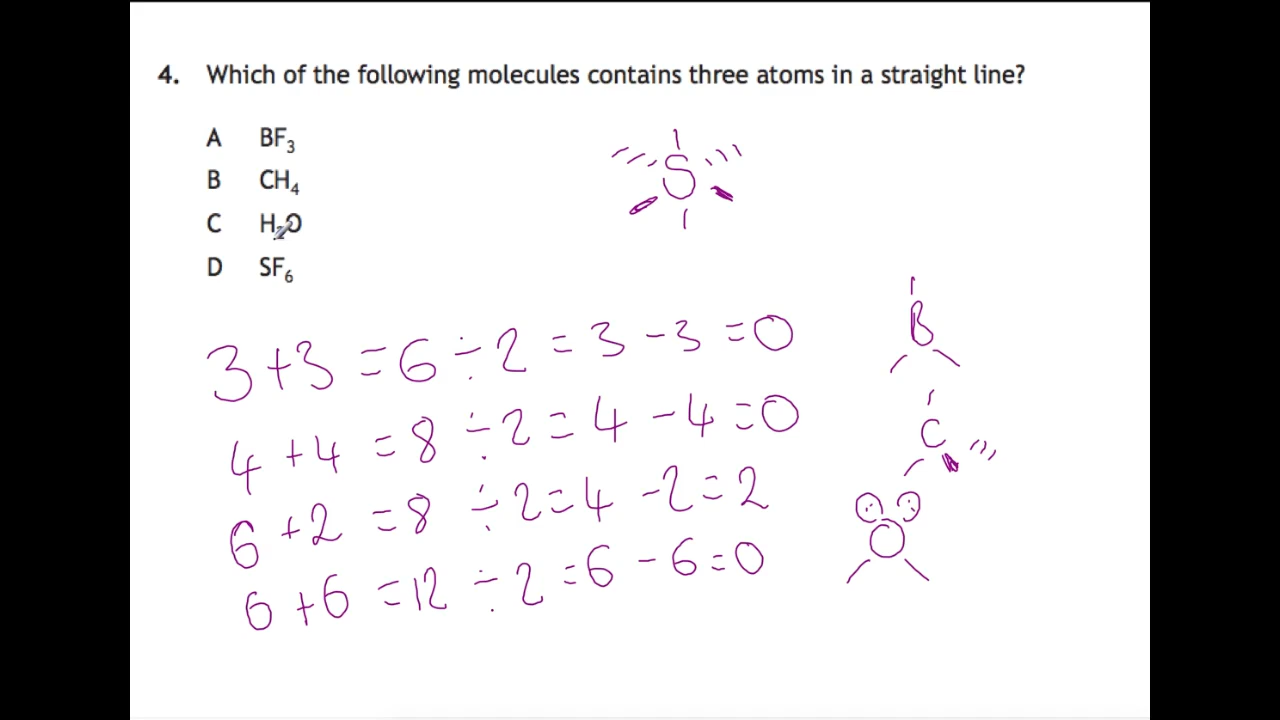 4. Which of the following molecules contains three atoms in a straight line?
A BF₃
B CH₄
C H₂O
D SF₆
S
B
C
O
3 + 3 = 6 ÷ 2 = 3 - 3 = 0
4 + 4 = 8 ÷ 2 = 4 - 4 = 0
6 + 2 = 8 ÷ 2 = 4 - 2 = 2
6 + 6 = 12 ÷ 2 = 6 - 6 = 0